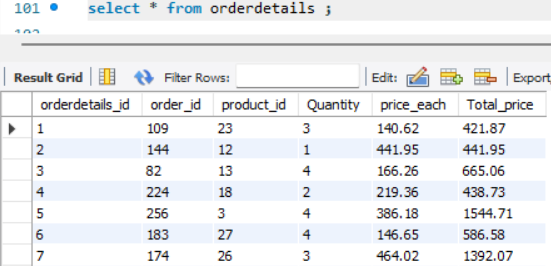 101 select * from orderdetails ;
Result Grid Filter Rows: Edit: Export
orderdetails_id order_id product_id Quantity price_each Total_price
1 109 23 3 140.62 421.87
2 144 12 1 441.95 441.95
3 82 13 4 166.26 665.06
4 224 18 2 219.36 438.73
5 256 3 4 386.18 1544.71
6 183 27 4 146.65 586.58
7 174 26 3 464.02 1392.07